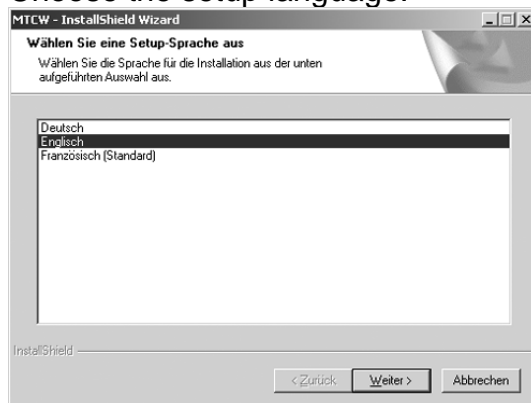 Choose the setup language:
MTCW - InstallShield Wizard
Wählen Sie eine Setup-Sprache aus
Wählen Sie die Sprache für die Installation aus der unten
aufgeführten Auswahl aus.
Deutsch
Englisch
Französisch (Standard)
InstallShield
< Zurück Weiter > Abbrechen